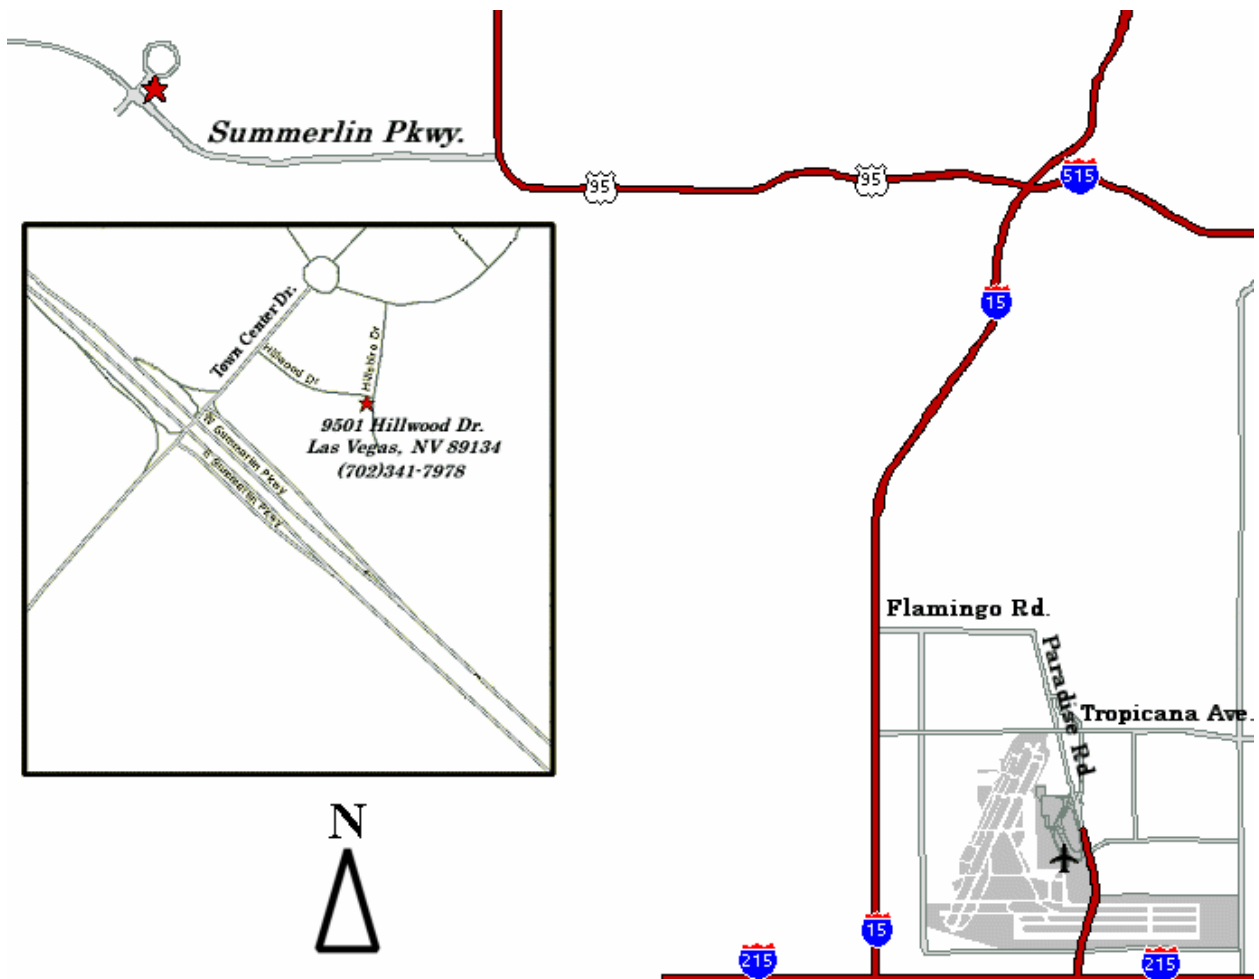 Summerlin Pkwy.
95
95
515
15
Town Center Dr.
Hillwood Dr
Hillshire Dr
9501 Hillwood Dr.
Las Vegas, NV 89134
(702)341-7978
W Summerlin Pkwy
E Summerlin Pkwy
Flamingo Rd.
Paradise Rd.
Tropicana Ave.
N
15
215
215